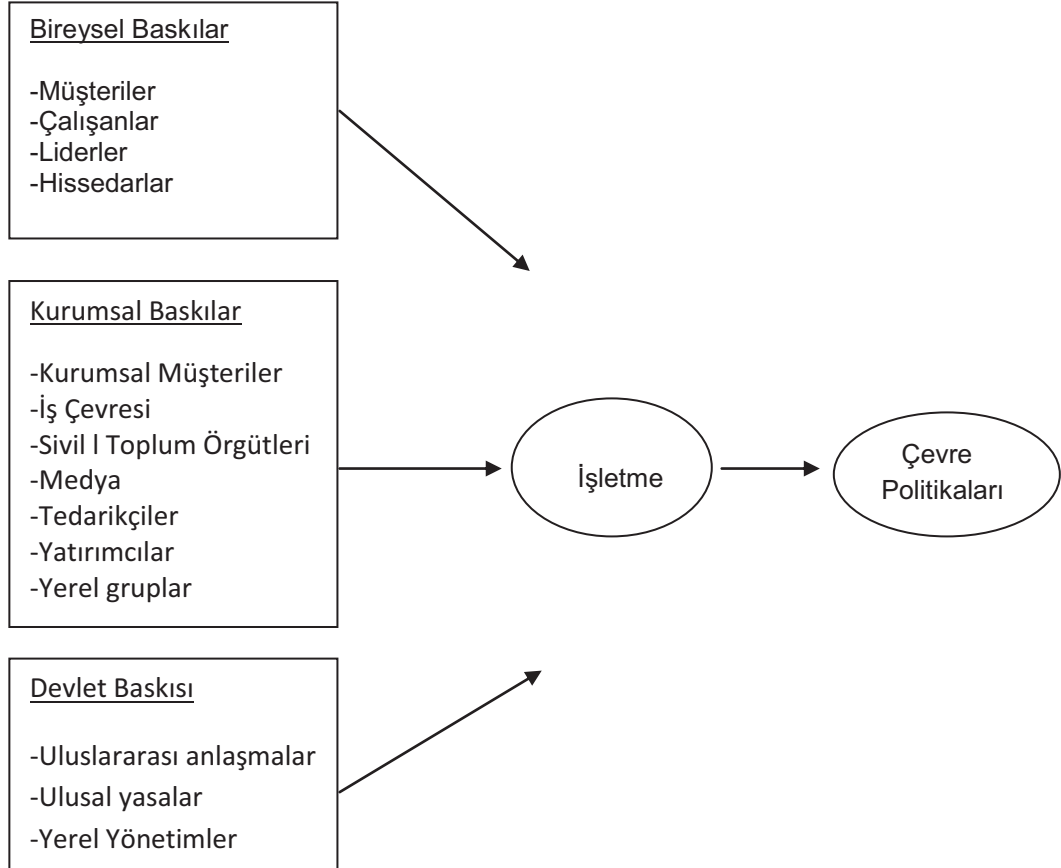 Bireysel Baskılar
-Müşteriler
-Çalışanlar
-Liderler
-Hissedarlar
Kurumsal Baskılar
-Kurumsal Müşteriler
-İş Çevresi
-Sivil l Toplum Örgütleri
-Medya
-Tedarikçiler
-Yatırımcılar
-Yerel gruplar
İşletme
Çevre
Politikaları
Devlet Baskısı
-Uluslararası anlaşmalar
-Ulusal yasalar
-Yerel Yönetimler